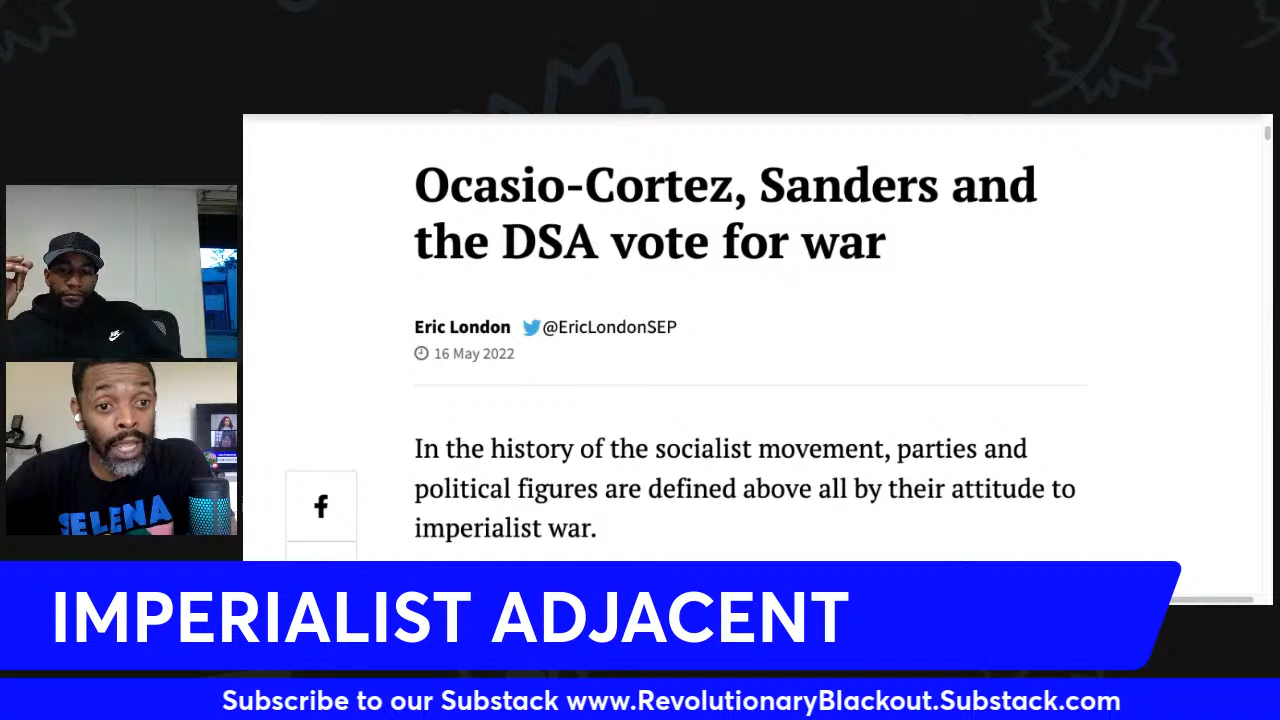 Ocasio-Cortez, Sanders and
the DSA vote for war
Eric London @EricLondonSEP
16 May 2022
In the history of the socialist movement, parties and
political figures are defined above all by their attitude to
imperialist war.
SELENA
IMPERIALIST ADJACENT
Subscribe to our Substack www.RevolutionaryBlackout.Substack.com